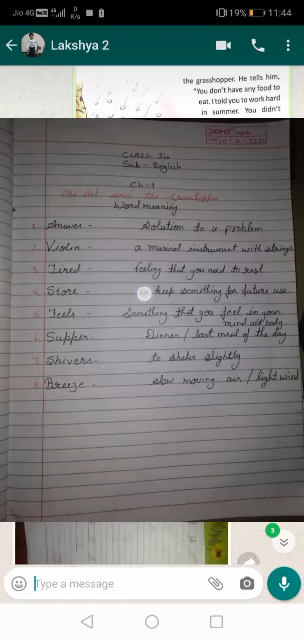 Jio 4G
0 K/s
19%
11:44
Lakshya 2
the grasshopper. He tells him,
"You don't have any food to
eat. I told you to work hard
in summer. You didn't
Sub - English
Ch-1
The Ant and the Grasshopper
Word meaning
1. Answer - Solution to a problem
2. Violin - a musical instrument with strings
3. Tired - feeling that you need to rest
4. Store - to keep something for future use
5. Feels - Something that you feel in your
mind not body
6. Supper - Dinner / last meal of the day
7. Shivers - to shake slightly
8. Breeze - slow moving air / light wind
3
Type a message